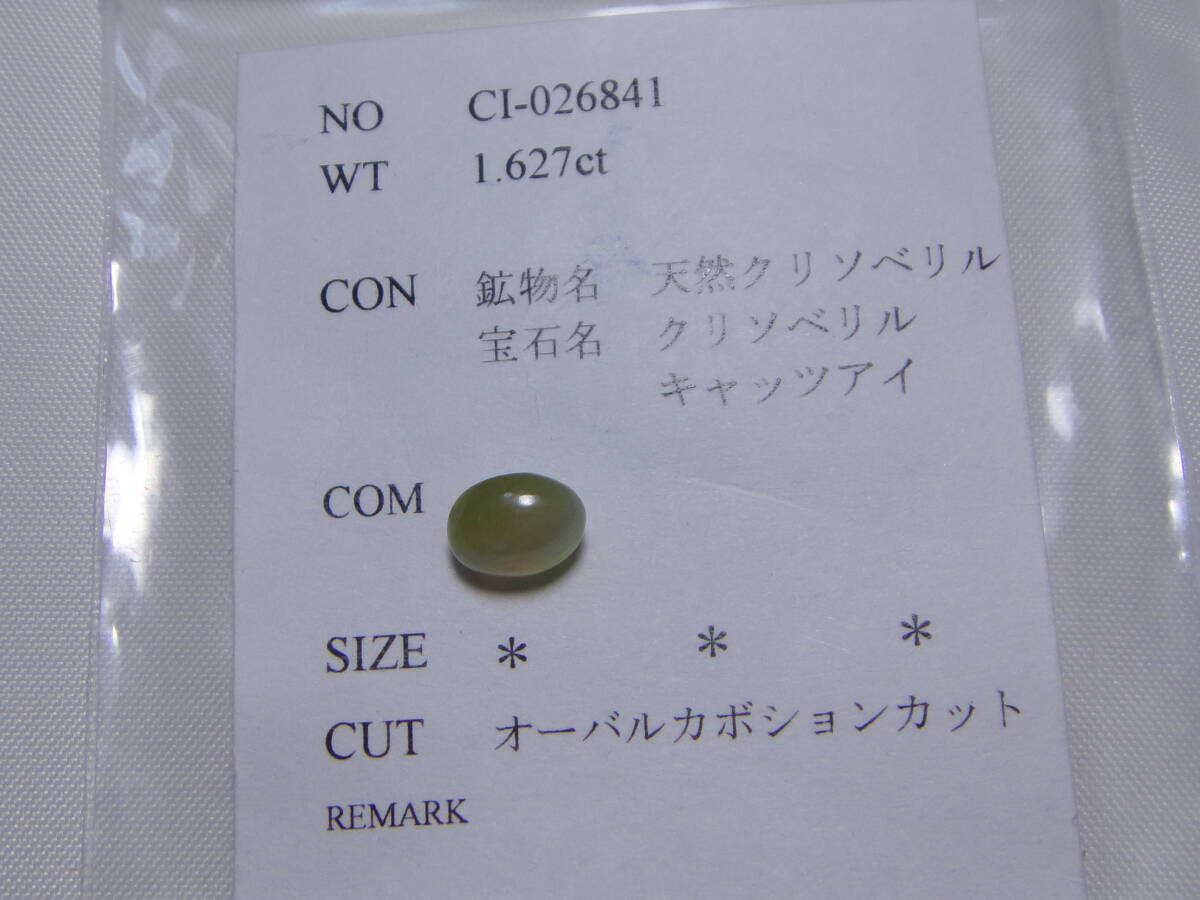 NO CI-026841
WT 1.627ct
CON 鉱物名 天然クリソベリル
宝石名 クリソベリル
キャッツアイ
COM
SIZE * * *
CUT オーバルカボションカット
REMARK